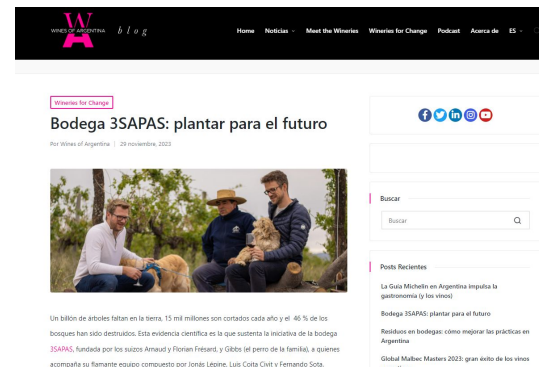 WINES OF ARGENTINA
blog
Home Noticias Meet the Wineries Wineries for Change Podcast Acerca de ES
Wineries for Change
Bodega 3SAPAS: plantar para el futuro
Por Wines of Argentina | 29 noviembre, 2023
Un billón de árboles faltan en la tierra, 15 mil millones son cortados cada año y el 46 % de los
bosques han sido destruidos. Esta evidencia científica es la que sustenta la iniciativa de la bodega
3SAPAS, fundada por los suizos Arnaud y Florian Frésard, y Gibbs (el perro de la familia), a quienes
acompaña su flamante equipo compuesto por Jonás Lépine, Luis Coita Civit y Fernando Sota.
Buscar
Buscar
Posts Recientes
La Guía Michelin en Argentina impulsa la
gastronomía (y los vinos)
Bodega 3SAPAS: plantar para el futuro
Residuos en bodegas: cómo mejorar las prácticas en
Argentina
Global Malbec Masters 2023: gran éxito de los vinos